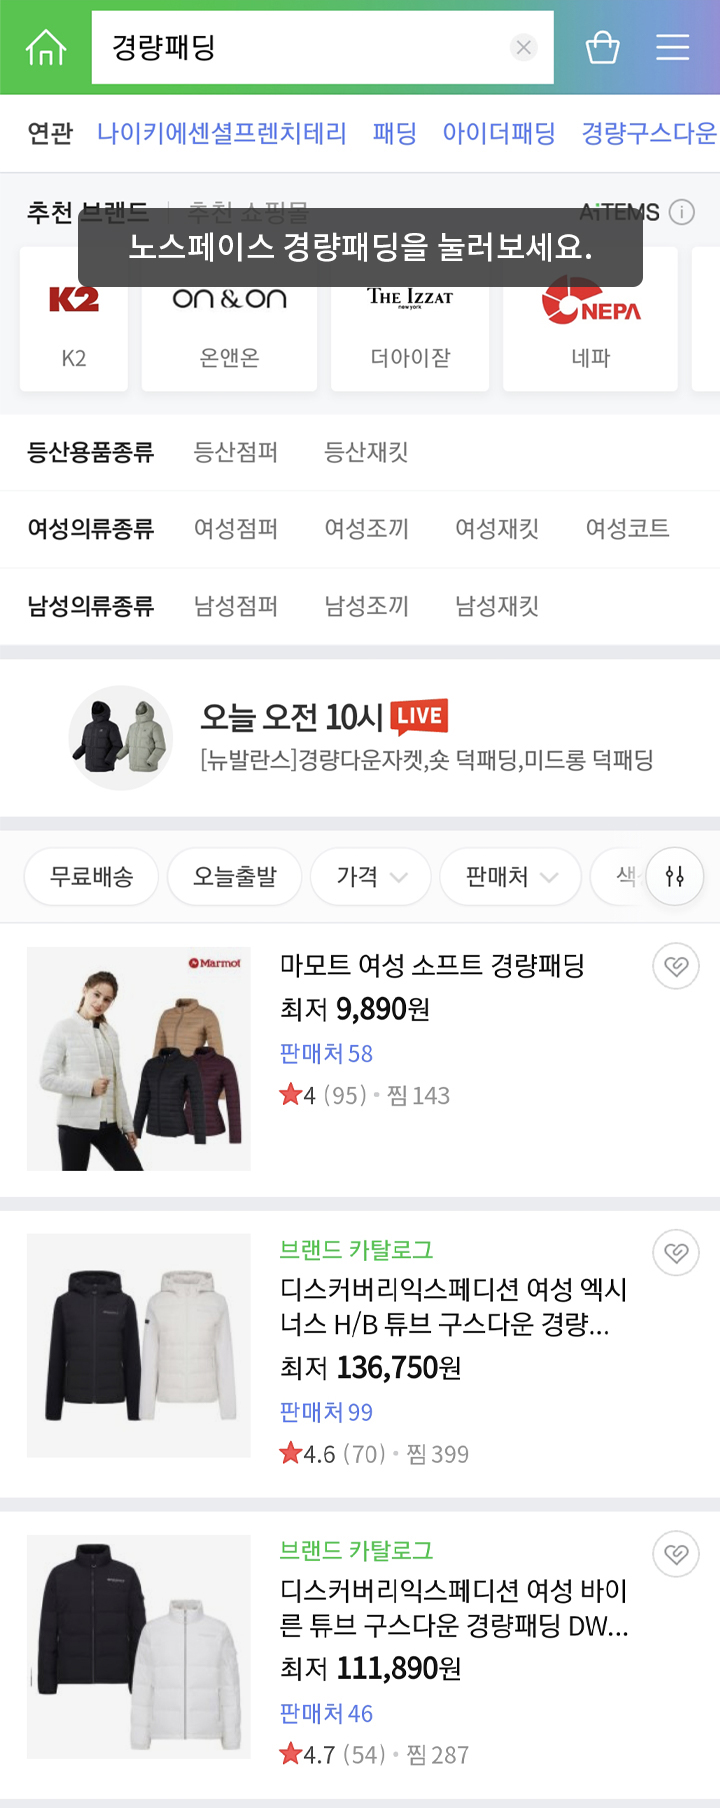 경량패딩
연관 나이키에센셜프렌치테리 패딩 아이더패딩 경량구스다운
추천 브랜드 추천 쇼핑몰 AiTEMS
노스페이스 경량패딩을 눌러보세요.
K2 on&on THE IZZAT new york NEPA
K2 온앤온 더아이잗 네파
등산용품종류 등산점퍼 등산재킷
여성의류종류 여성점퍼 여성조끼 여성재킷 여성코트
남성의류종류 남성점퍼 남성조끼 남성재킷
오늘 오전 10시 LIVE
[뉴발란스]경량다운자켓,숏 덕패딩,미드롱 덕패딩
무료배송 오늘출발 가격 판매처 색
Marmot
마모트 여성 소프트 경량패딩
최저 9,890원
판매처 58
★4 (95) • 찜 143
브랜드 카탈로그
디스커버리익스페디션 여성 엑시
너스 H/B 튜브 구스다운 경량...
최저 136,750원
판매처 99
★4.6 (70) • 찜 399
브랜드 카탈로그
디스커버리익스페디션 여성 바이
른 튜브 구스다운 경량패딩 DW...
최저 111,890원
판매처 46
★4.7 (54) • 찜 287